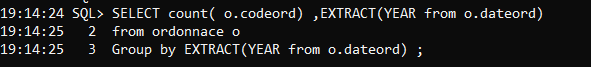 19:14:24 SQL> SELECT count( o.codeord) ,EXTRACT(YEAR from o.dateord)
19:14:25   2  from ordonnace o
19:14:25   3  Group by EXTRACT(YEAR from o.dateord) ;